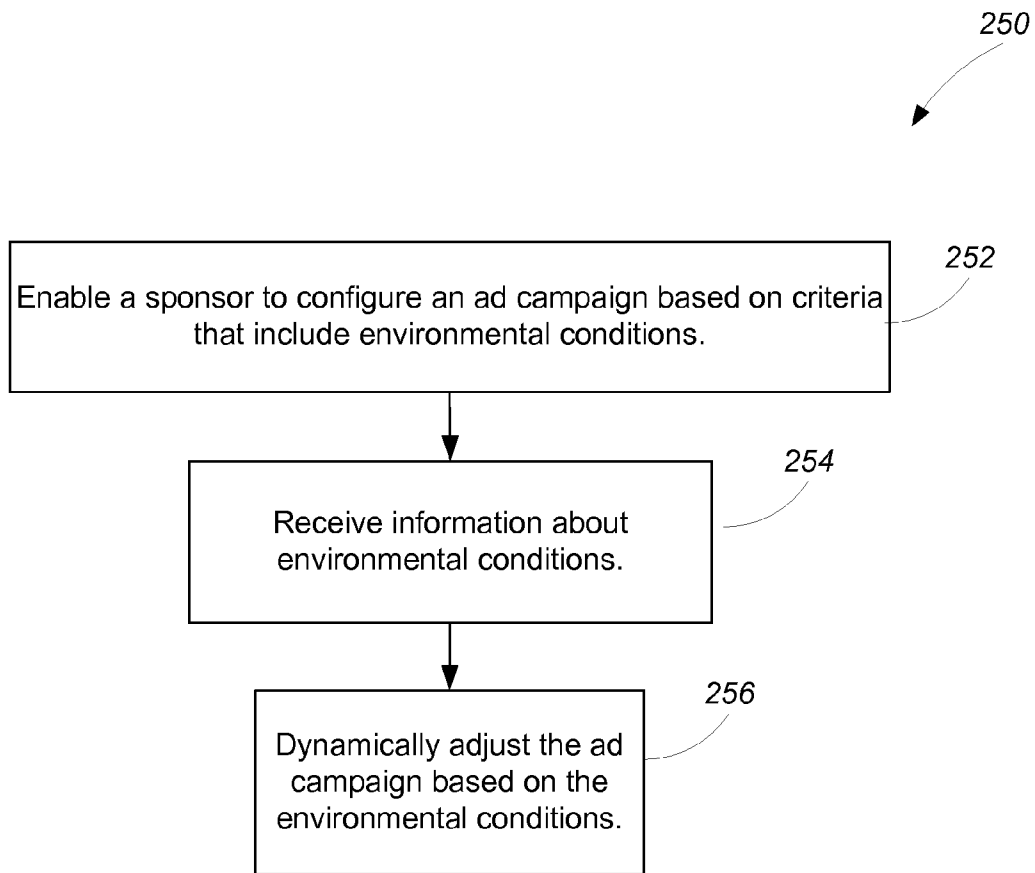 250
252
Enable a sponsor to configure an ad campaign based on criteria
that include environmental conditions.
254
Receive information about
environmental conditions.
256
Dynamically adjust the ad
campaign based on the
environmental conditions.